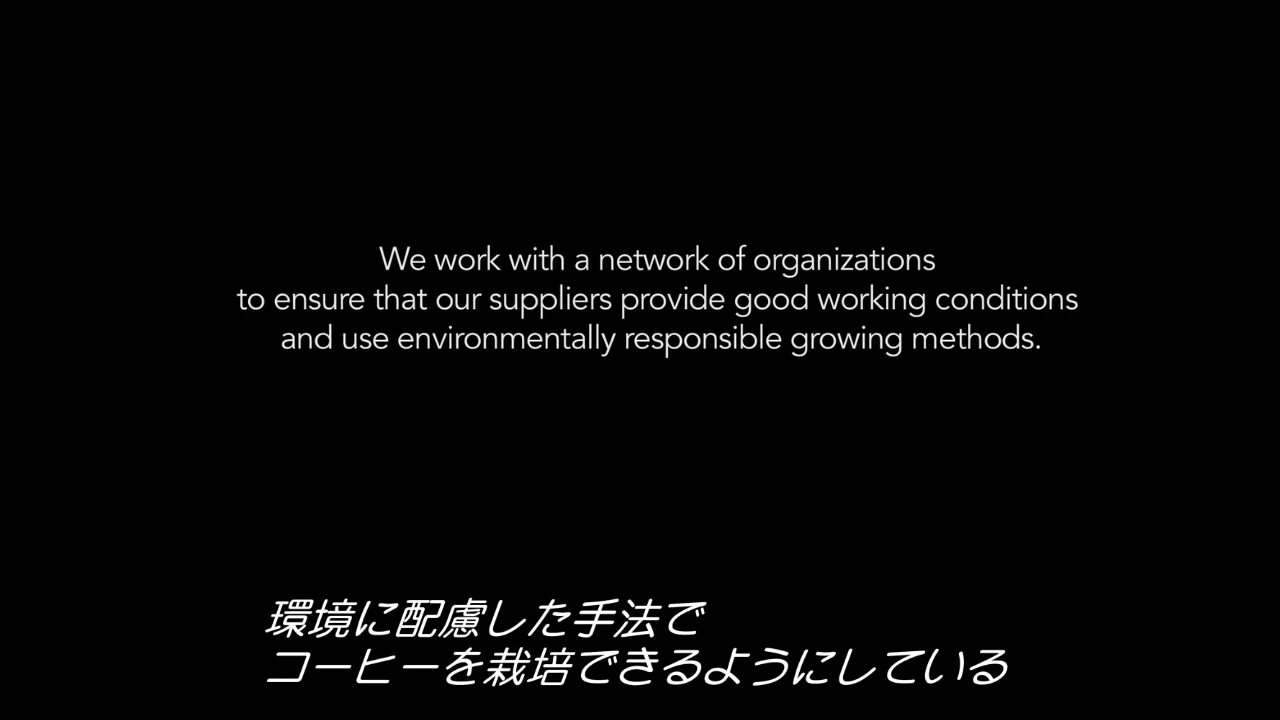 We work with a network of organizations
to ensure that our suppliers provide good working conditions
and use environmentally responsible growing methods.
環境に配慮した手法で
コーヒーを栽培できるようにしている